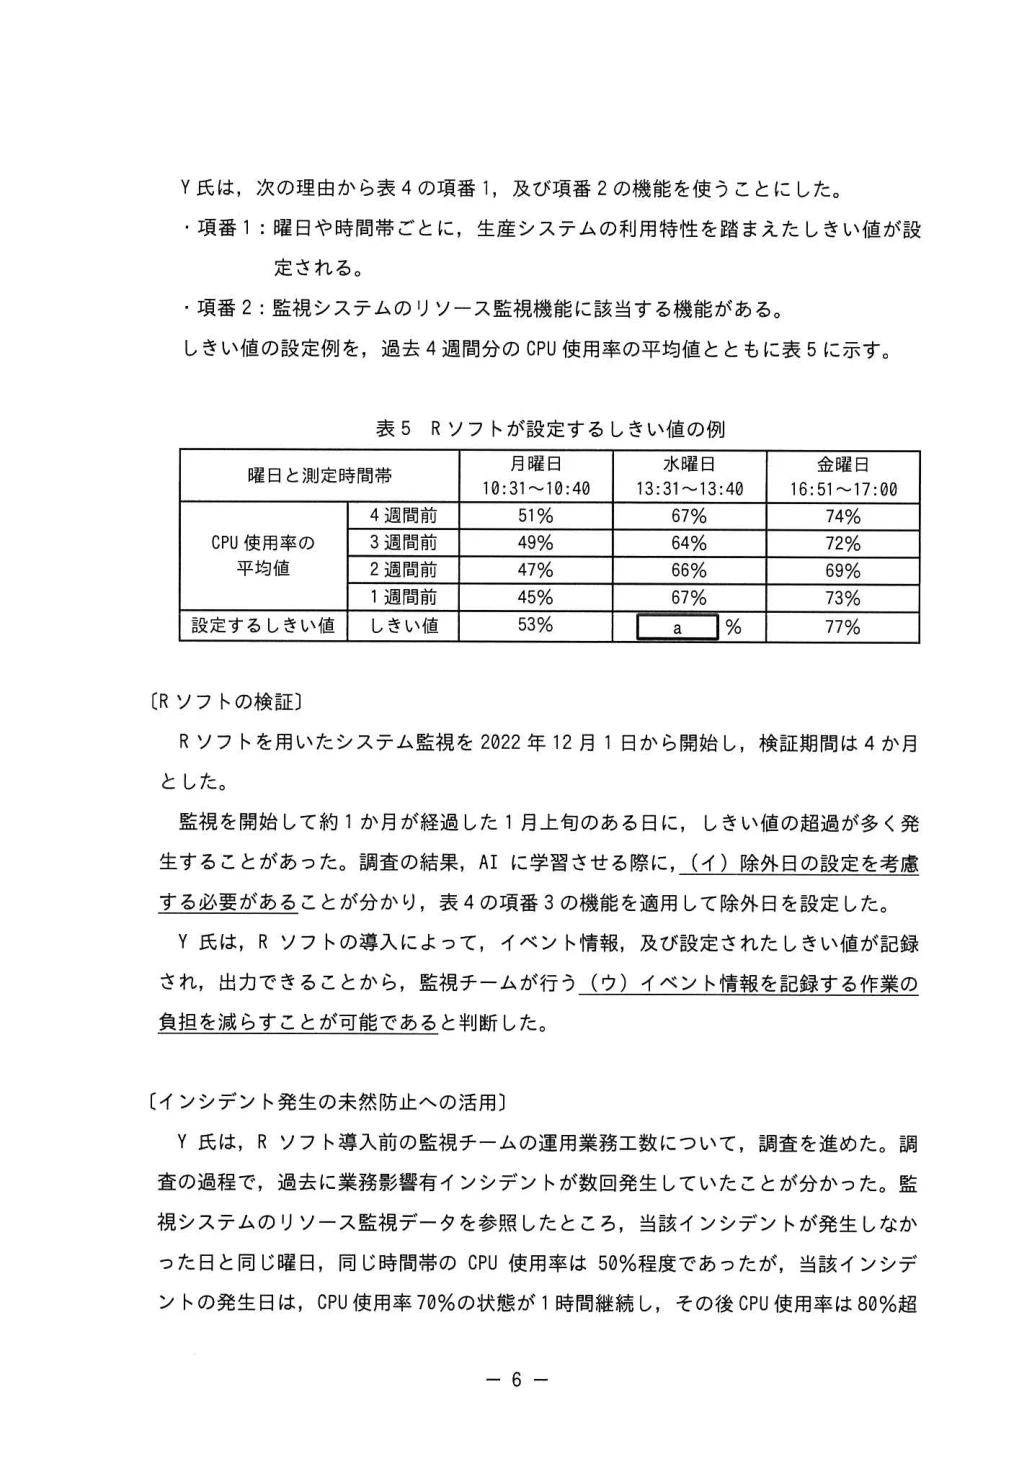 Y 氏は，次の理由から表 4 の項番 1，及び項番 2 の機能を使うことにした。
・項番 1：曜日や時間帯ごとに，生産システムの利用特性を踏まえたしきい値が設
定される。
・項番 2：監視システムのリソース監視機能に該当する機能がある。
しきい値の設定例を，過去 4 週間分の CPU 使用率の平均値とともに表 5 に示す。
表 5　R ソフトが設定するしきい値の例
曜日と測定時間帯 月曜日 10:31～10:40 水曜日 13:31～13:40 金曜日 16:51～17:00
CPU 使用率の平均値 4 週間前 51% 67% 74%
3 週間前 49% 64% 72%
2 週間前 47% 66% 69%
1 週間前 45% 67% 73%
設定するしきい値 しきい値 53% a % 77%
〔R ソフトの検証〕
R ソフトを用いたシステム監視を 2022 年 12 月 1 日から開始し，検証期間は 4 か月
とした。
監視を開始して約 1 か月が経過した 1 月上旬のある日に，しきい値の超過が多く発
生することがあった。調査の結果，AI に学習させる際に，（イ）除外日の設定を考慮
する必要があることが分かり，表 4 の項番 3 の機能を適用して除外日を設定した。
Y 氏は，R ソフトの導入によって，イベント情報，及び設定されたしきい値が記録
され，出力できることから，監視チームが行う（ウ）イベント情報を記録する作業の
負担を減らすことが可能であると判断した。
〔インシデント発生の未然防止への活用〕
Y 氏は，R ソフト導入前の監視チームの運用業務工数について，調査を進めた。調
査の過程で，過去に業務影響有インシデントが数回発生していたことが分かった。監
視システムのリソース監視データを参照したところ，当該インシデントが発生しなか
った日と同じ曜日，同じ時間帯の CPU 使用率は 50%程度であったが，当該インシデ
ントの発生日は，CPU 使用率 70%の状態が 1 時間継続し，その後 CPU 使用率は 80%超
－ 6 －